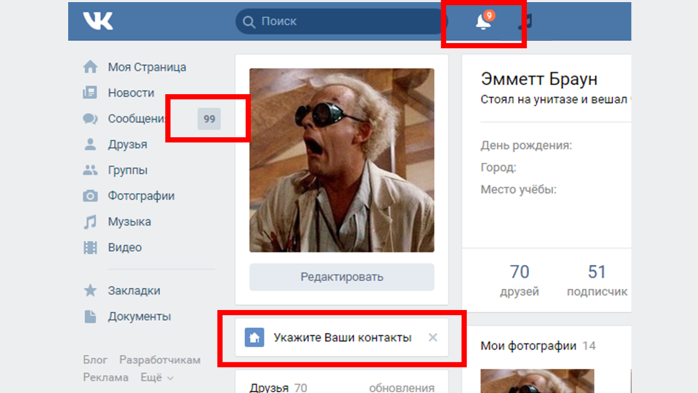 VK
Поиск
9
Моя Страница
Новости
Сообщения
99
Друзья
Группы
Фотографии
Музыка
Видео
Закладки
Документы
Блог Разработчикам
Реклама Ещё
Редактировать
Укажите Ваши контакты
Друзья 70 обновления
Эмметт Браун
Стоял на унитазе и вешал
День рождения:
Город:
Место учёбы:
70 51
друзей подписчик
Мои фотографии 14